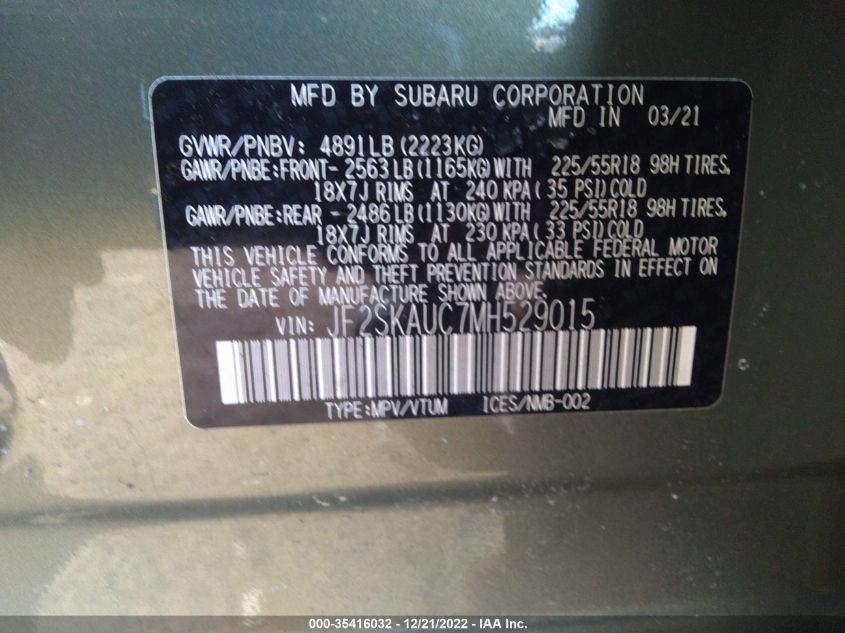 MFD BY SUBARU CORPORATION
MFD IN 03/21
GVWR/PNBV: 4891LB(2223KG)
GAWR/PNBE:FRONT- 2563LB(1165KG)WITH 225/55R18 98H TIRES,
18X7J RIMS AT 240 KPA( 35 PSI)COLD
GAWR/PNBE:REAR - 2486LB(1130KG)WITH 225/55R18 98H TIRES,
18X7J RIMS AT 230 KPA( 33 PSI)COLD
THIS VEHICLE CONFORMS TO ALL APPLICABLE FEDERAL MOTOR
VEHICLE SAFETY AND THEFT PREVENTION STANDARDS IN EFFECT ON
THE DATE OF MANUFACTURE SHOWN ABOVE.
VIN: JF2SKAUC7MH529015
TYPE:MPV/VTUM ICES/NMB-002
000-35416032 - 12/21/2022 - IAA Inc.